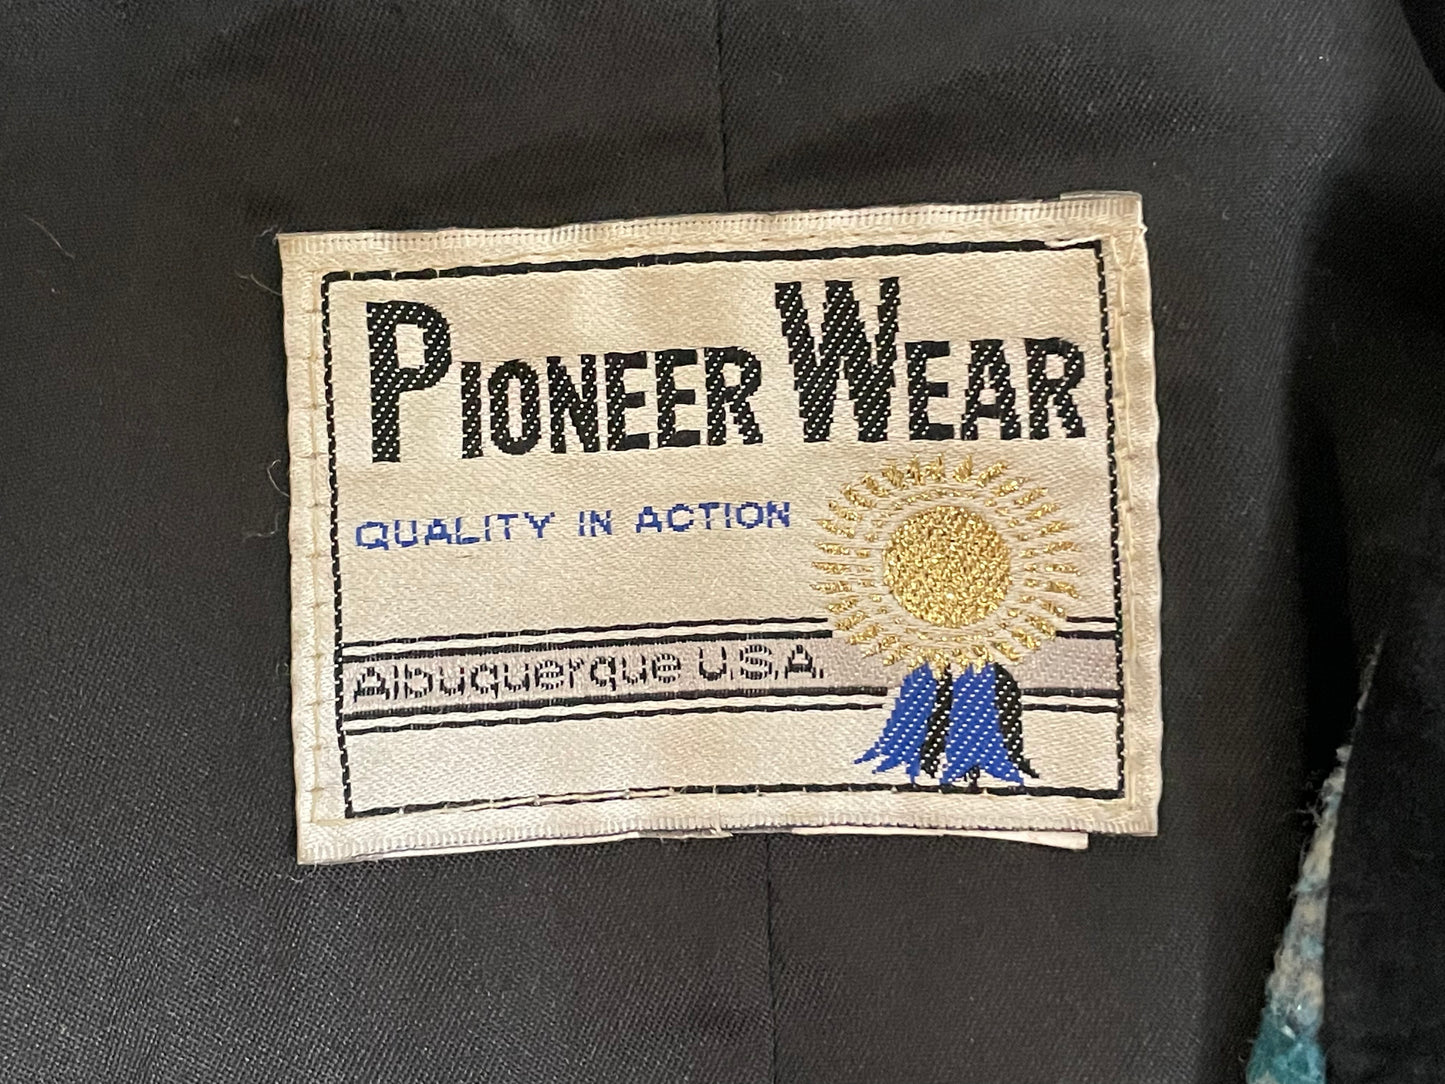 PIONEER WEAR
QUALITY IN ACTION
Albuquerque U.S.A.